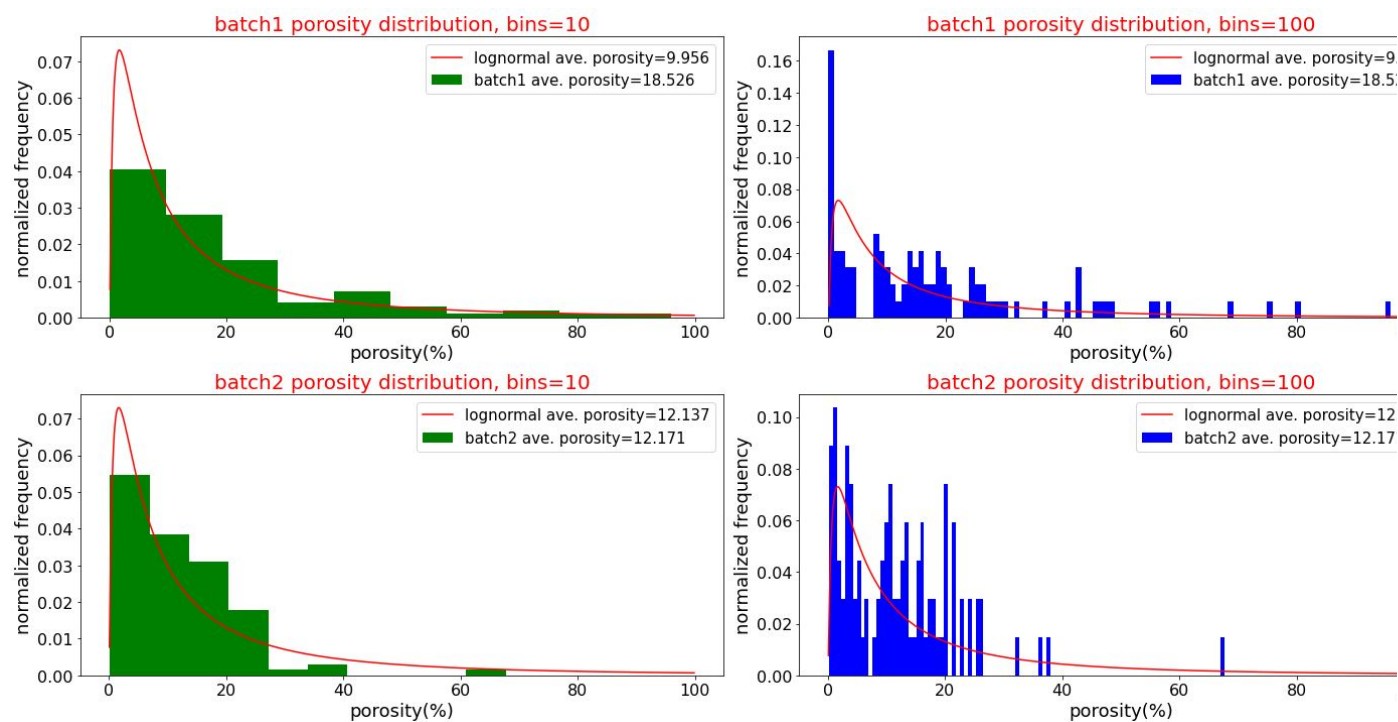 batch1 porosity distribution, bins=10
lognormal ave. porosity=9.956
batch1 ave. porosity=18.526
normalized frequency
0.07
0.06
0.05
0.04
0.03
0.02
0.01
0.00
0 20 40 60 80 100
porosity(%)
batch1 porosity distribution, bins=100
lognormal ave. porosity=9.
batch1 ave. porosity=18.52
normalized frequency
0.16
0.14
0.12
0.10
0.08
0.06
0.04
0.02
0.00
0 20 40 60 80
porosity(%)
batch2 porosity distribution, bins=10
lognormal ave. porosity=12.137
batch2 ave. porosity=12.171
normalized frequency
0.07
0.06
0.05
0.04
0.03
0.02
0.01
0.00
0 20 40 60 80 100
porosity(%)
batch2 porosity distribution, bins=100
lognormal ave. porosity=12.
batch2 ave. porosity=12.17
normalized frequency
0.10
0.08
0.06
0.04
0.02
0.00
0 20 40 60 80
porosity(%)